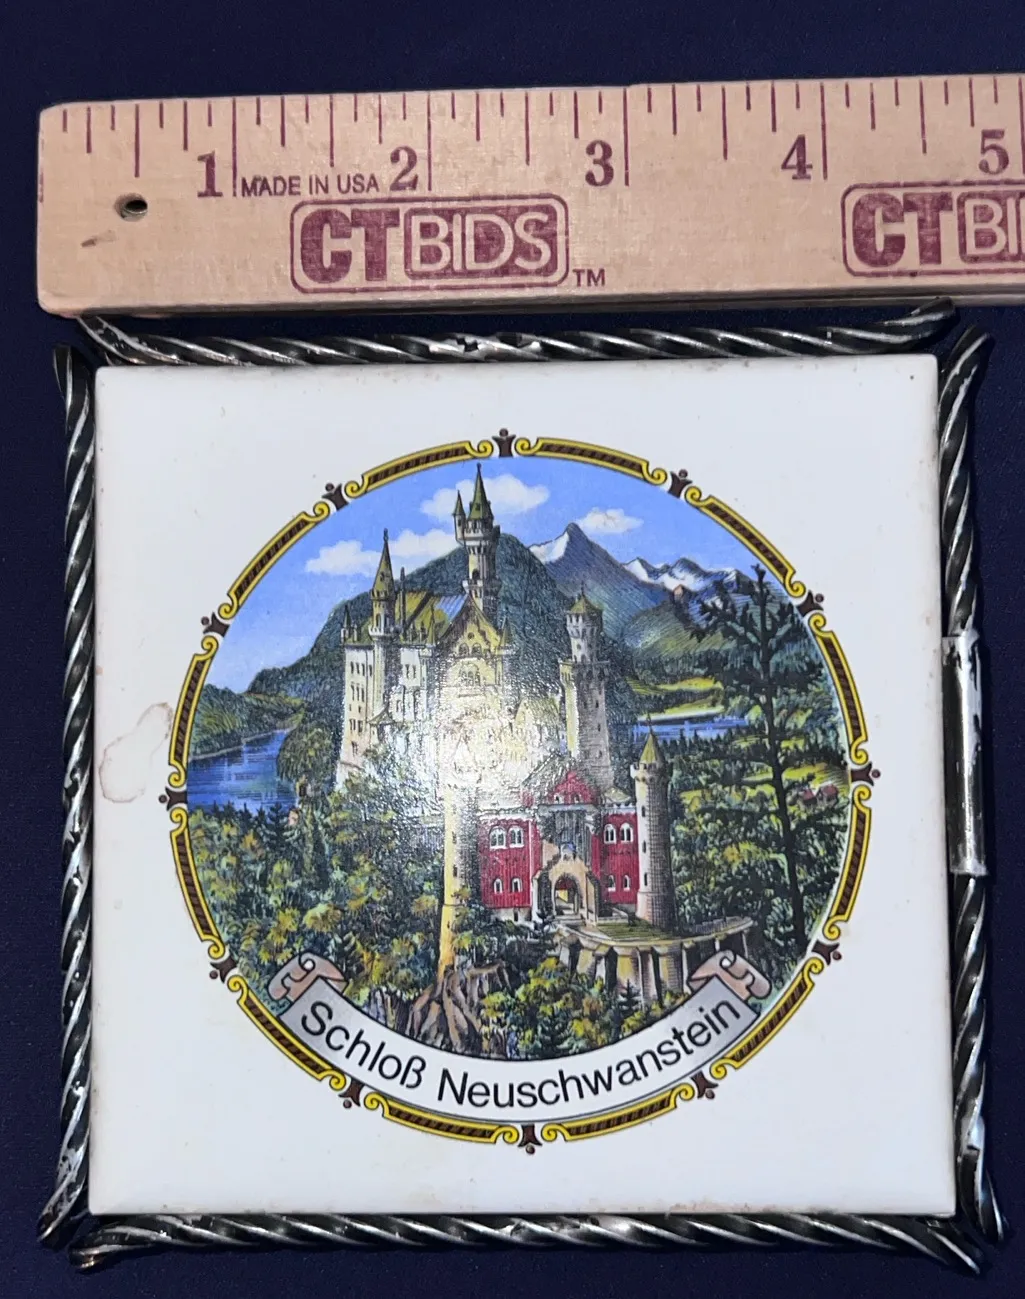 1 2 3 4 5
MADE IN USA
CTBIDS™ CTBI
Schloß Neuschwanstein